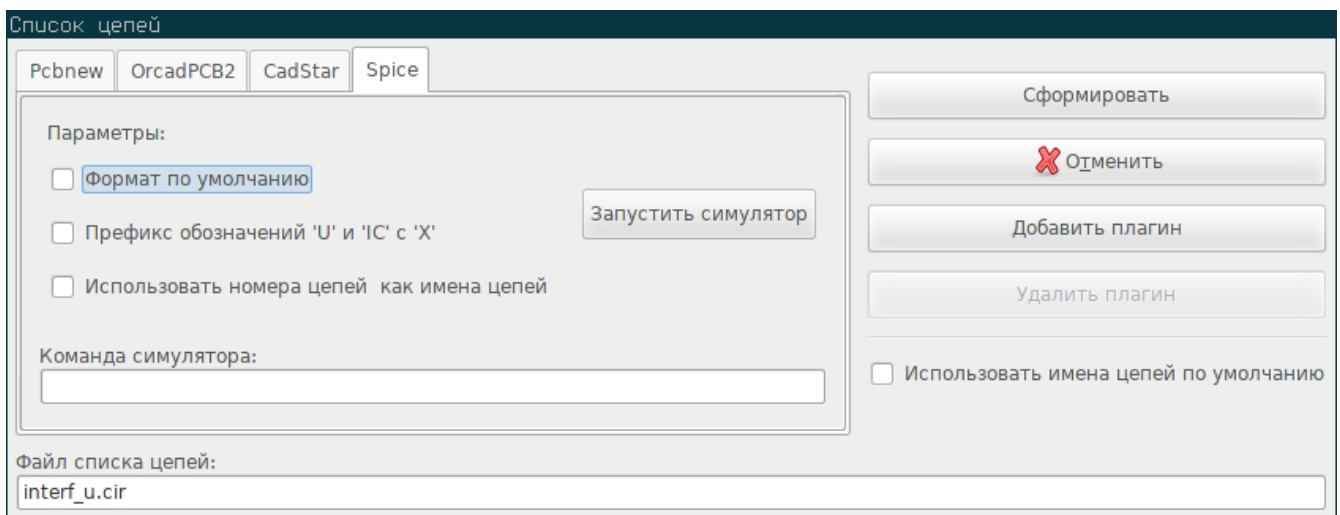 Список цепей
Pcbnew OrcadPCB2 CadStar Spice
Параметры:
Формат по умолчанию
Префикс обозначений 'U' и 'IC' с 'X'
Использовать номера цепей  как имена цепей
Запустить симулятор
Команда симулятора:
Сформировать
Отменить
Добавить плагин
Удалить плагин
Использовать имена цепей по умолчанию
Файл списка цепей:
interf_u.cir